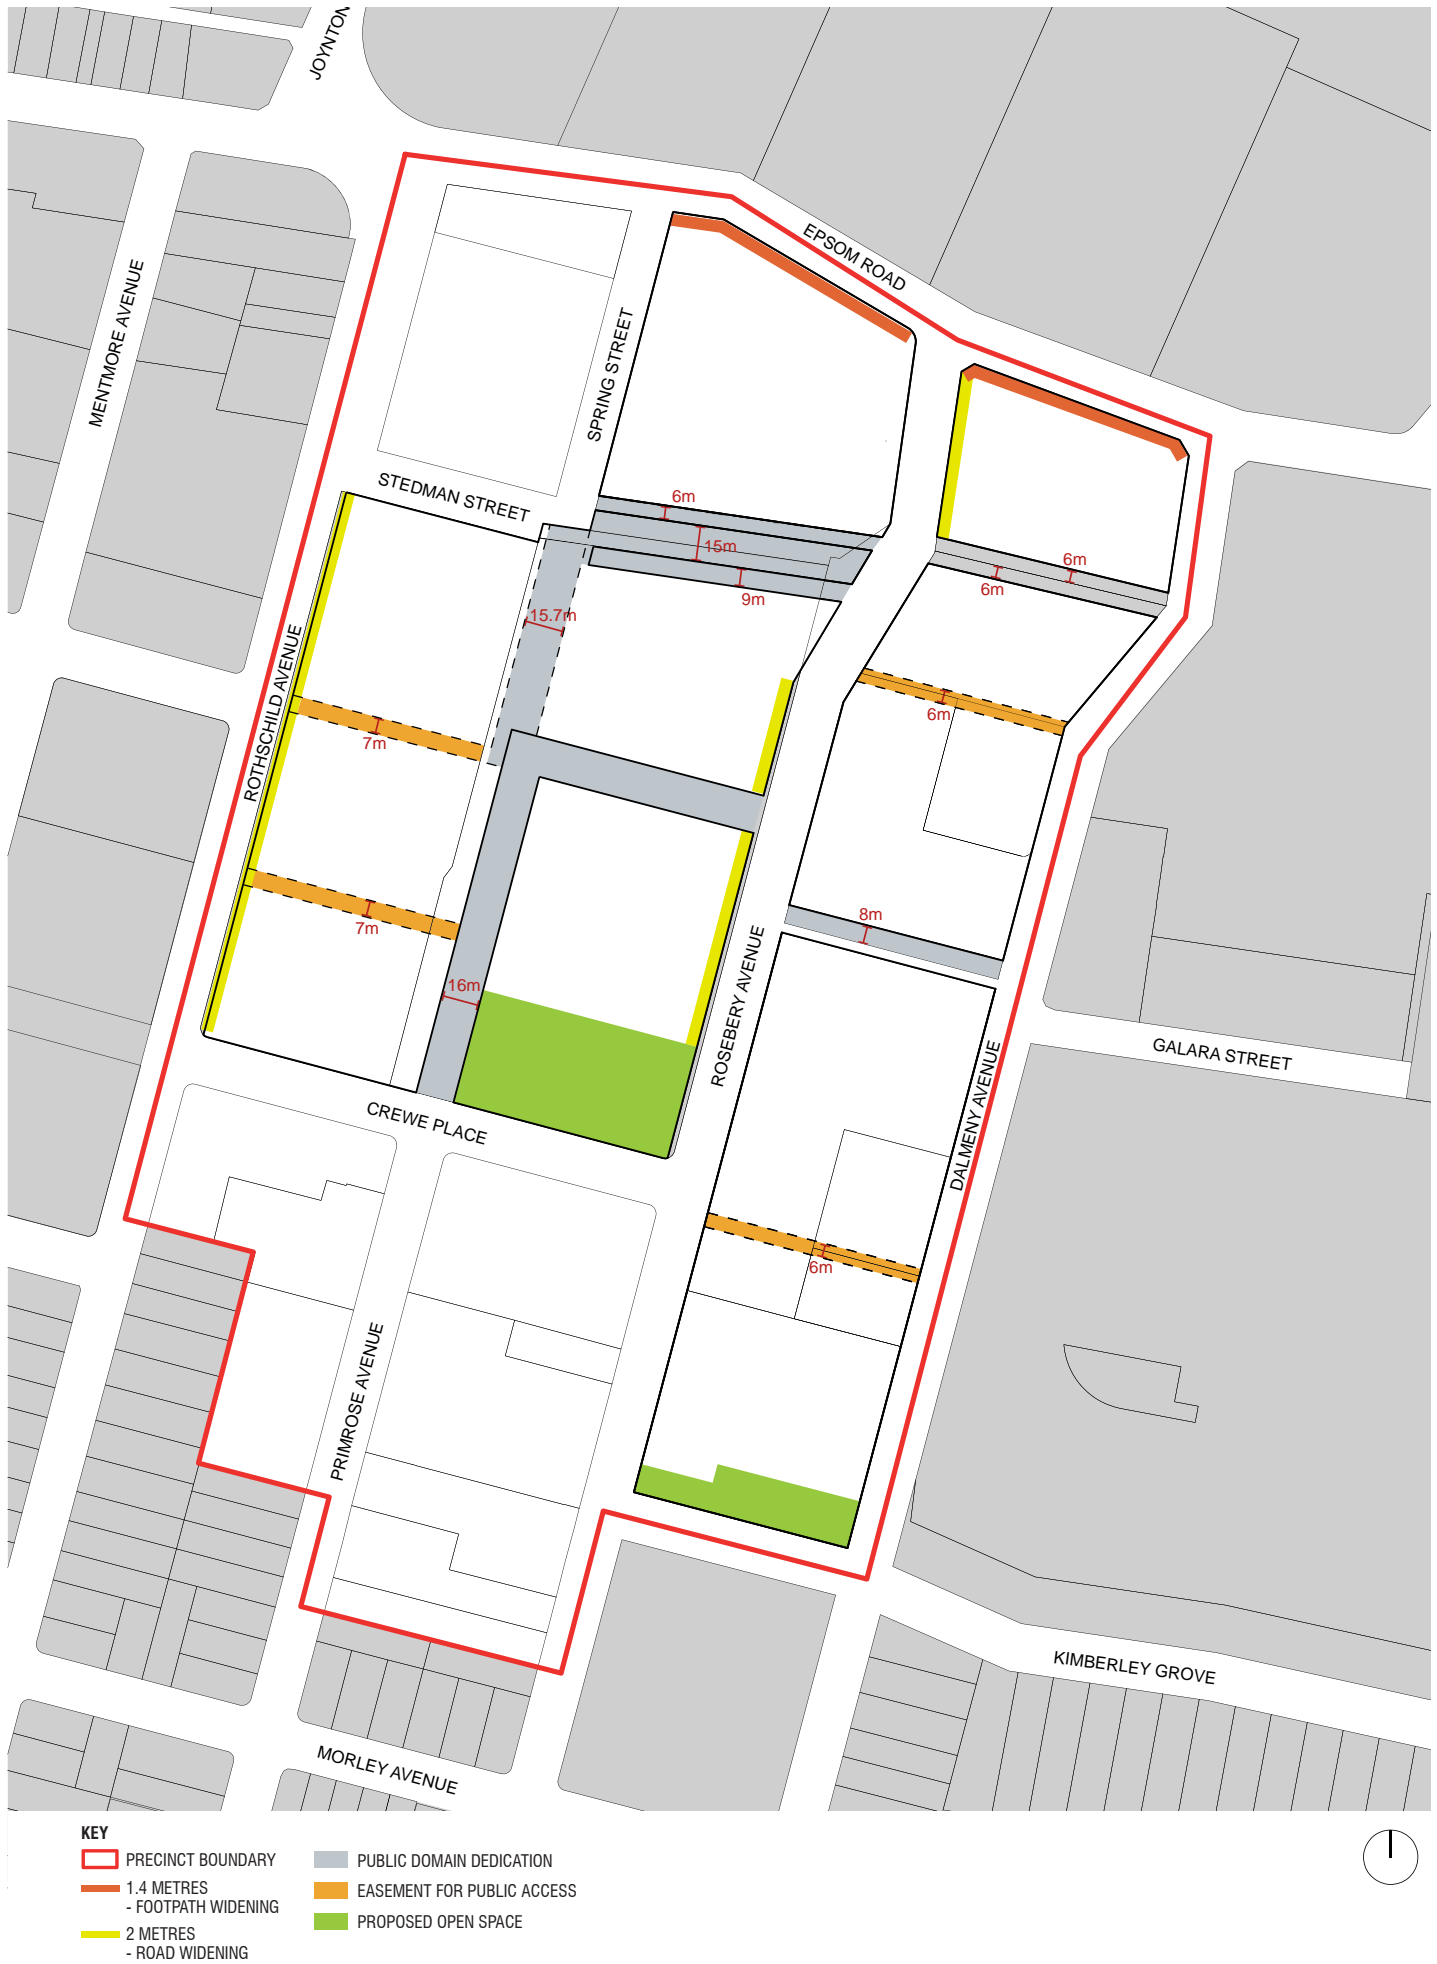 JOYNTON
EPSOM ROAD
MENTMORE AVENUE
SPRING STREET
STEDMAN STREET
6m
15m
9m
6m
6m
15.7m
ROTHSCHILD AVENUE
6m
7m
7m
8m
16m
ROSEBERY AVENUE
GALARA STREET
DALMENY AVENUE
CREWE PLACE
6m
PRIMROSE AVENUE
KIMBERLEY GROVE
MORLEY AVENUE
KEY
PRECINCT BOUNDARY
1.4 METRES
- FOOTPATH WIDENING
2 METRES
- ROAD WIDENING
PUBLIC DOMAIN DEDICATION
EASEMENT FOR PUBLIC ACCESS
PROPOSED OPEN SPACE